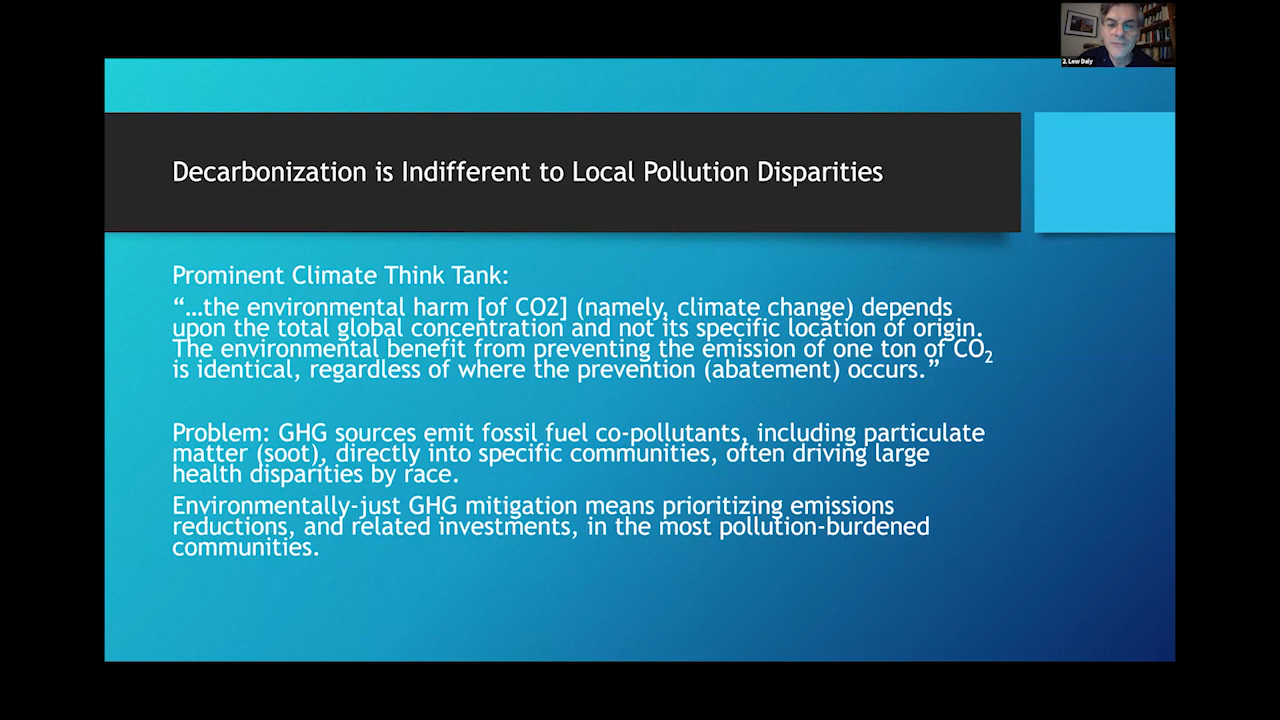 2. Lew Daly
Decarbonization is Indifferent to Local Pollution Disparities
Prominent Climate Think Tank:
“…the environmental harm [of CO2] (namely, climate change) depends
upon the total global concentration and not its specific location of origin.
The environmental benefit from preventing the emission of one ton of CO₂
is identical, regardless of where the prevention (abatement) occurs.”
Problem: GHG sources emit fossil fuel co-pollutants, including particulate
matter (soot), directly into specific communities, often driving large
health disparities by race.
Environmentally-just GHG mitigation means prioritizing emissions
reductions, and related investments, in the most pollution-burdened
communities.